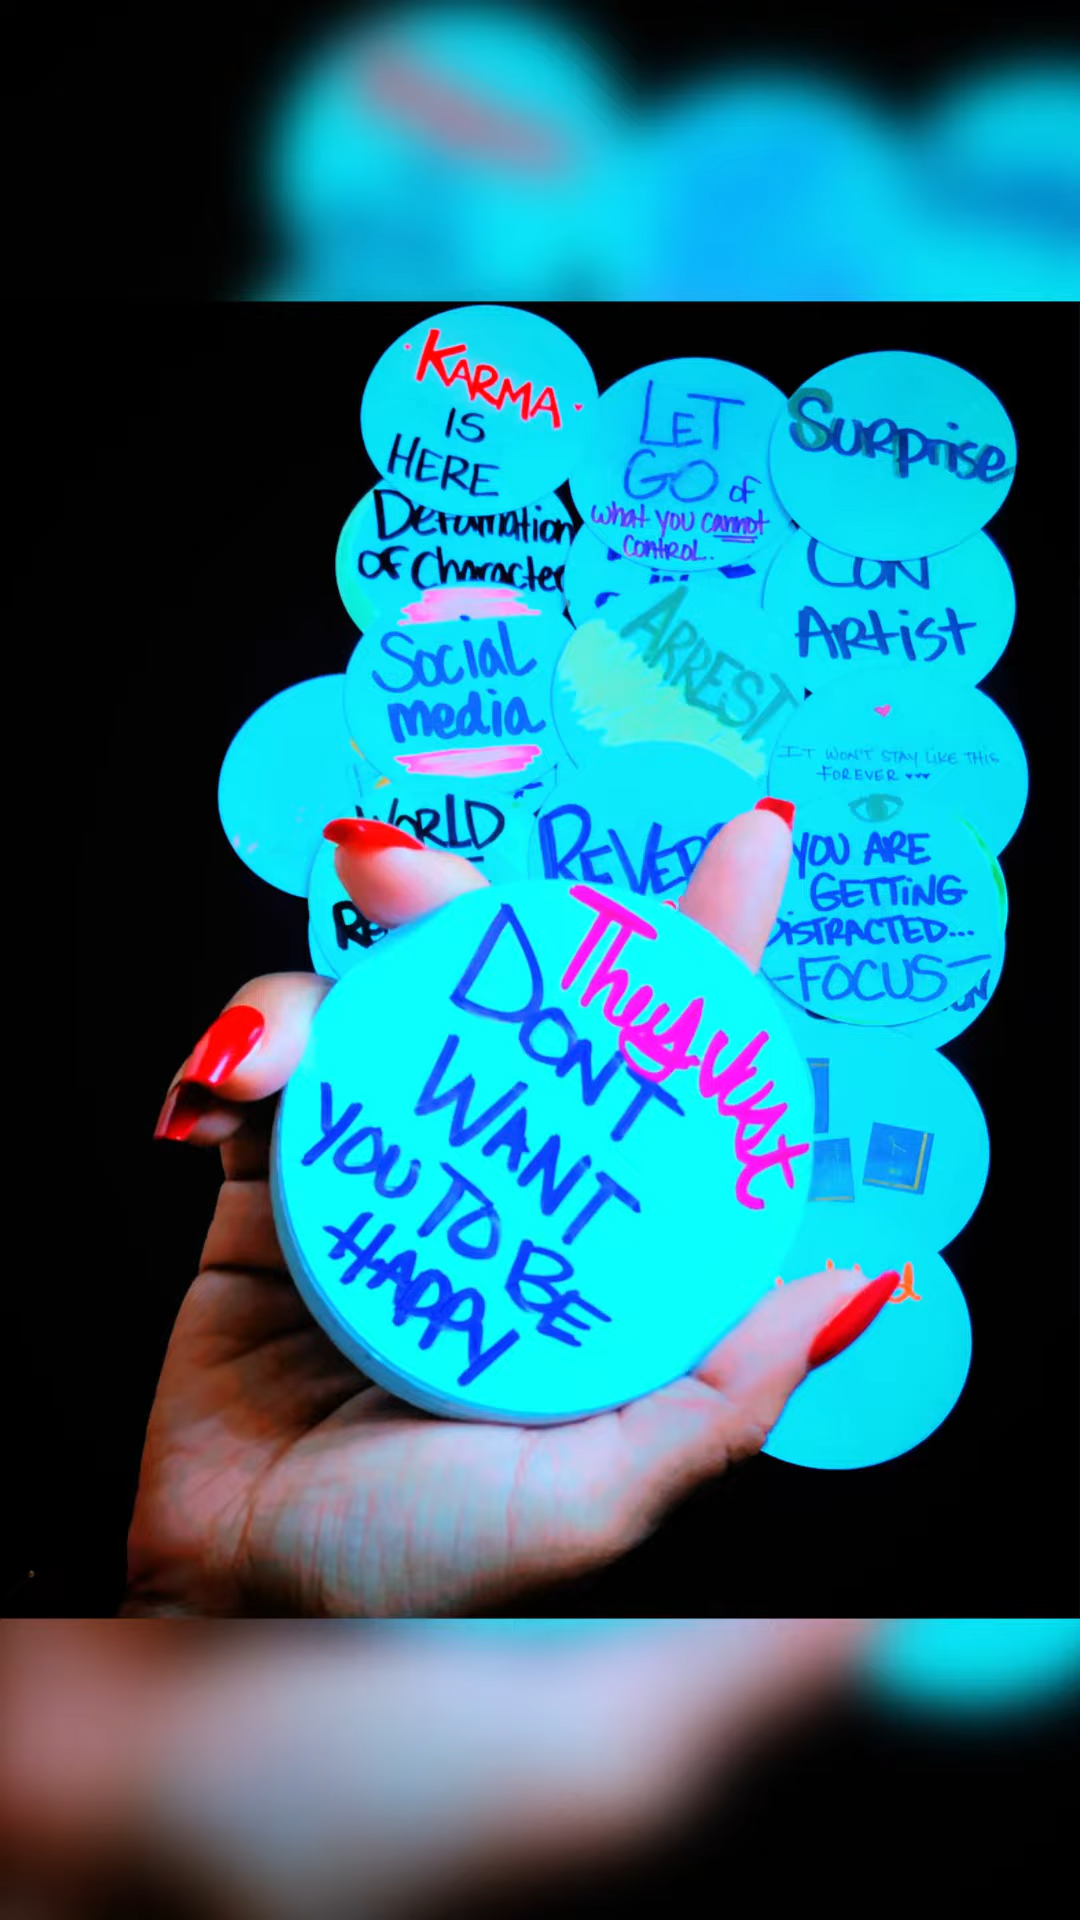 KARMA
IS
HERE
LET
GO of
what you cannot
CONTROL.
Surprise
Defamation
of Character
CON
Artist
Social
media
ARREST
IT WON'T STAY LIKE THIS
FOREVER
WORLD
YOU ARE
GETTING
DISTRACTED...
-FOCUS-
They Just
DONT
WANT
YOU TO BE
HAPPY